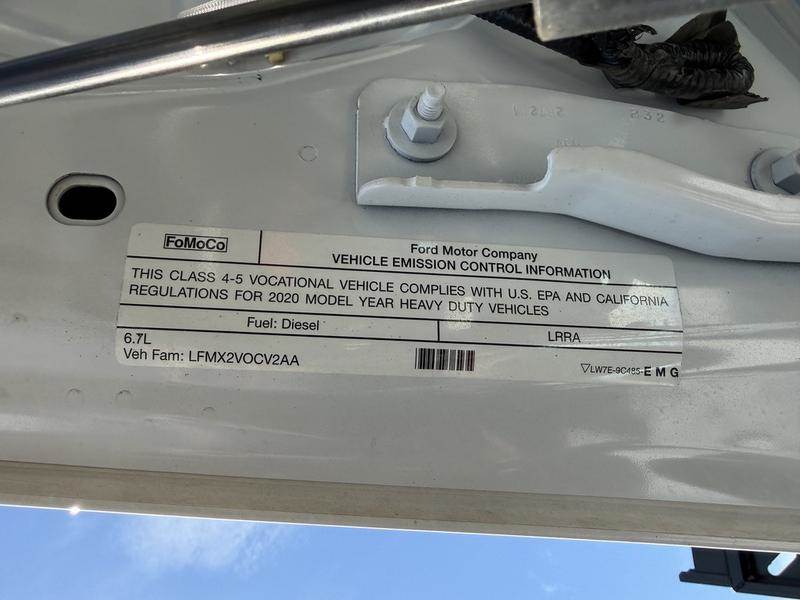 232
FoMoCo
Ford Motor Company
VEHICLE EMISSION CONTROL INFORMATION
THIS CLASS 4-5 VOCATIONAL VEHICLE COMPLIES WITH U.S. EPA AND CALIFORNIA
REGULATIONS FOR 2020 MODEL YEAR HEAVY DUTY VEHICLES
Fuel: Diesel
LRRA
6.7L
Veh Fam: LFMX2VOCV2AA
▽LW7E-9C485-E M G